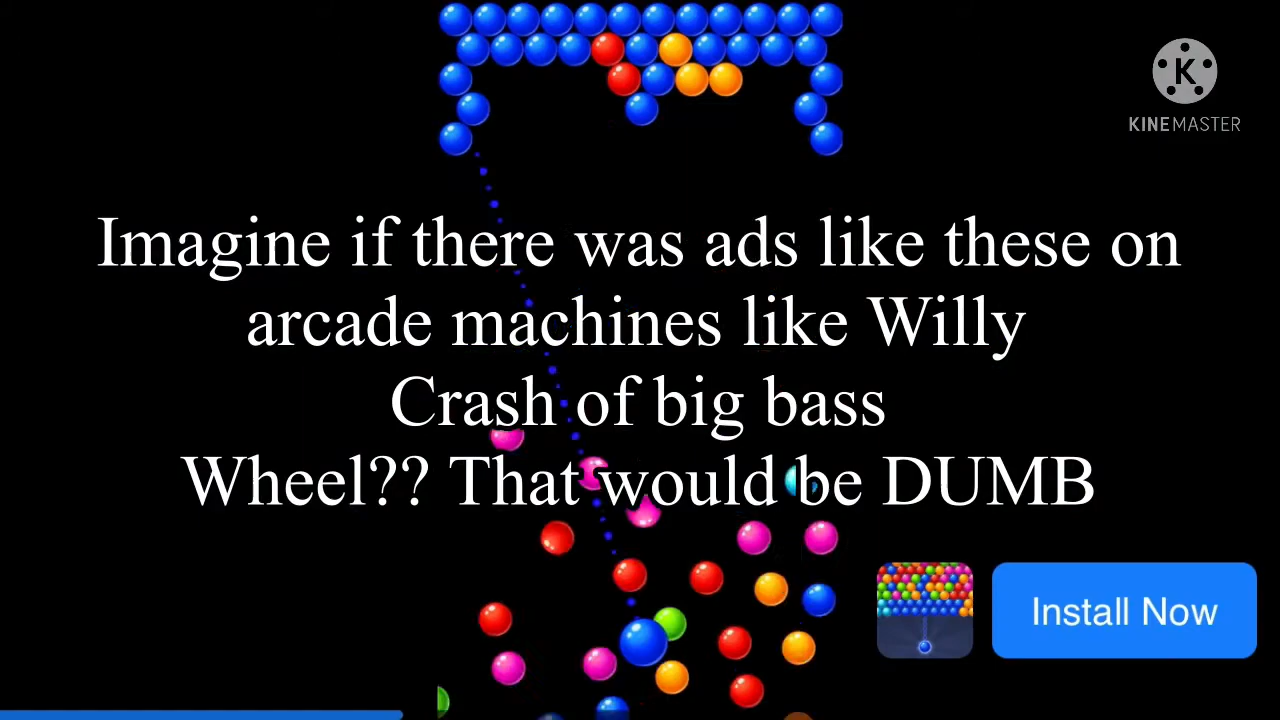 K
KINEMASTER
Imagine if there was ads like these on
arcade machines like Willy
Crash of big bass
Wheel?? That would be DUMB
Install Now